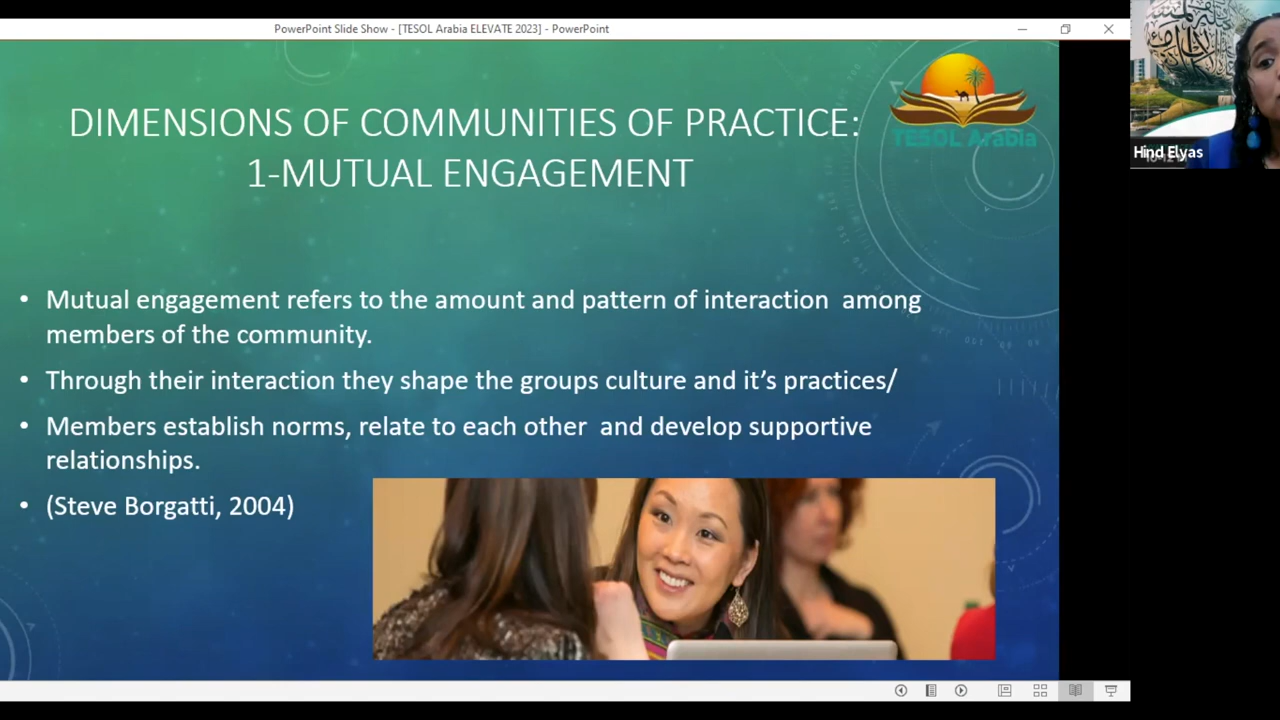 PowerPoint Slide Show - [TESOL Arabia ELEVATE 2023] - PowerPoint
DIMENSIONS OF COMMUNITIES OF PRACTICE:
1-MUTUAL ENGAGEMENT
TESOL Arabia
• Mutual engagement refers to the amount and pattern of interaction  among
members of the community.
• Through their interaction they shape the groups culture and it’s practices/
• Members establish norms, relate to each other  and develop supportive
relationships.
• (Steve Borgatti, 2004)
Hind Elyas